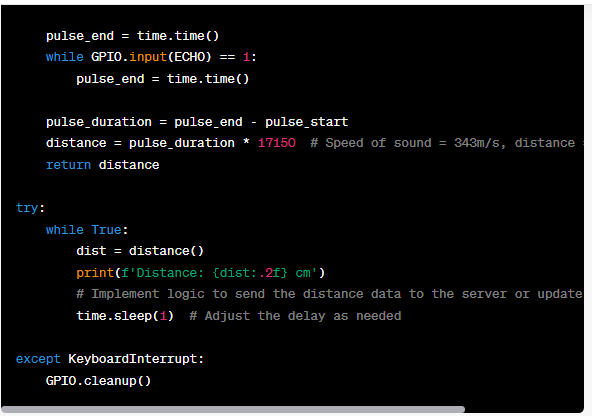 pulse_end = time.time()
while GPIO.input(ECHO) == 1:
pulse_end = time.time()
pulse_duration = pulse_end - pulse_start
distance = pulse_duration * 17150  # Speed of sound = 343m/s, distance =
return distance
try:
while True:
dist = distance()
print(f'Distance: {dist:.2f} cm')
# Implement logic to send the distance data to the server or update
time.sleep(1)  # Adjust the delay as needed
except KeyboardInterrupt:
GPIO.cleanup()